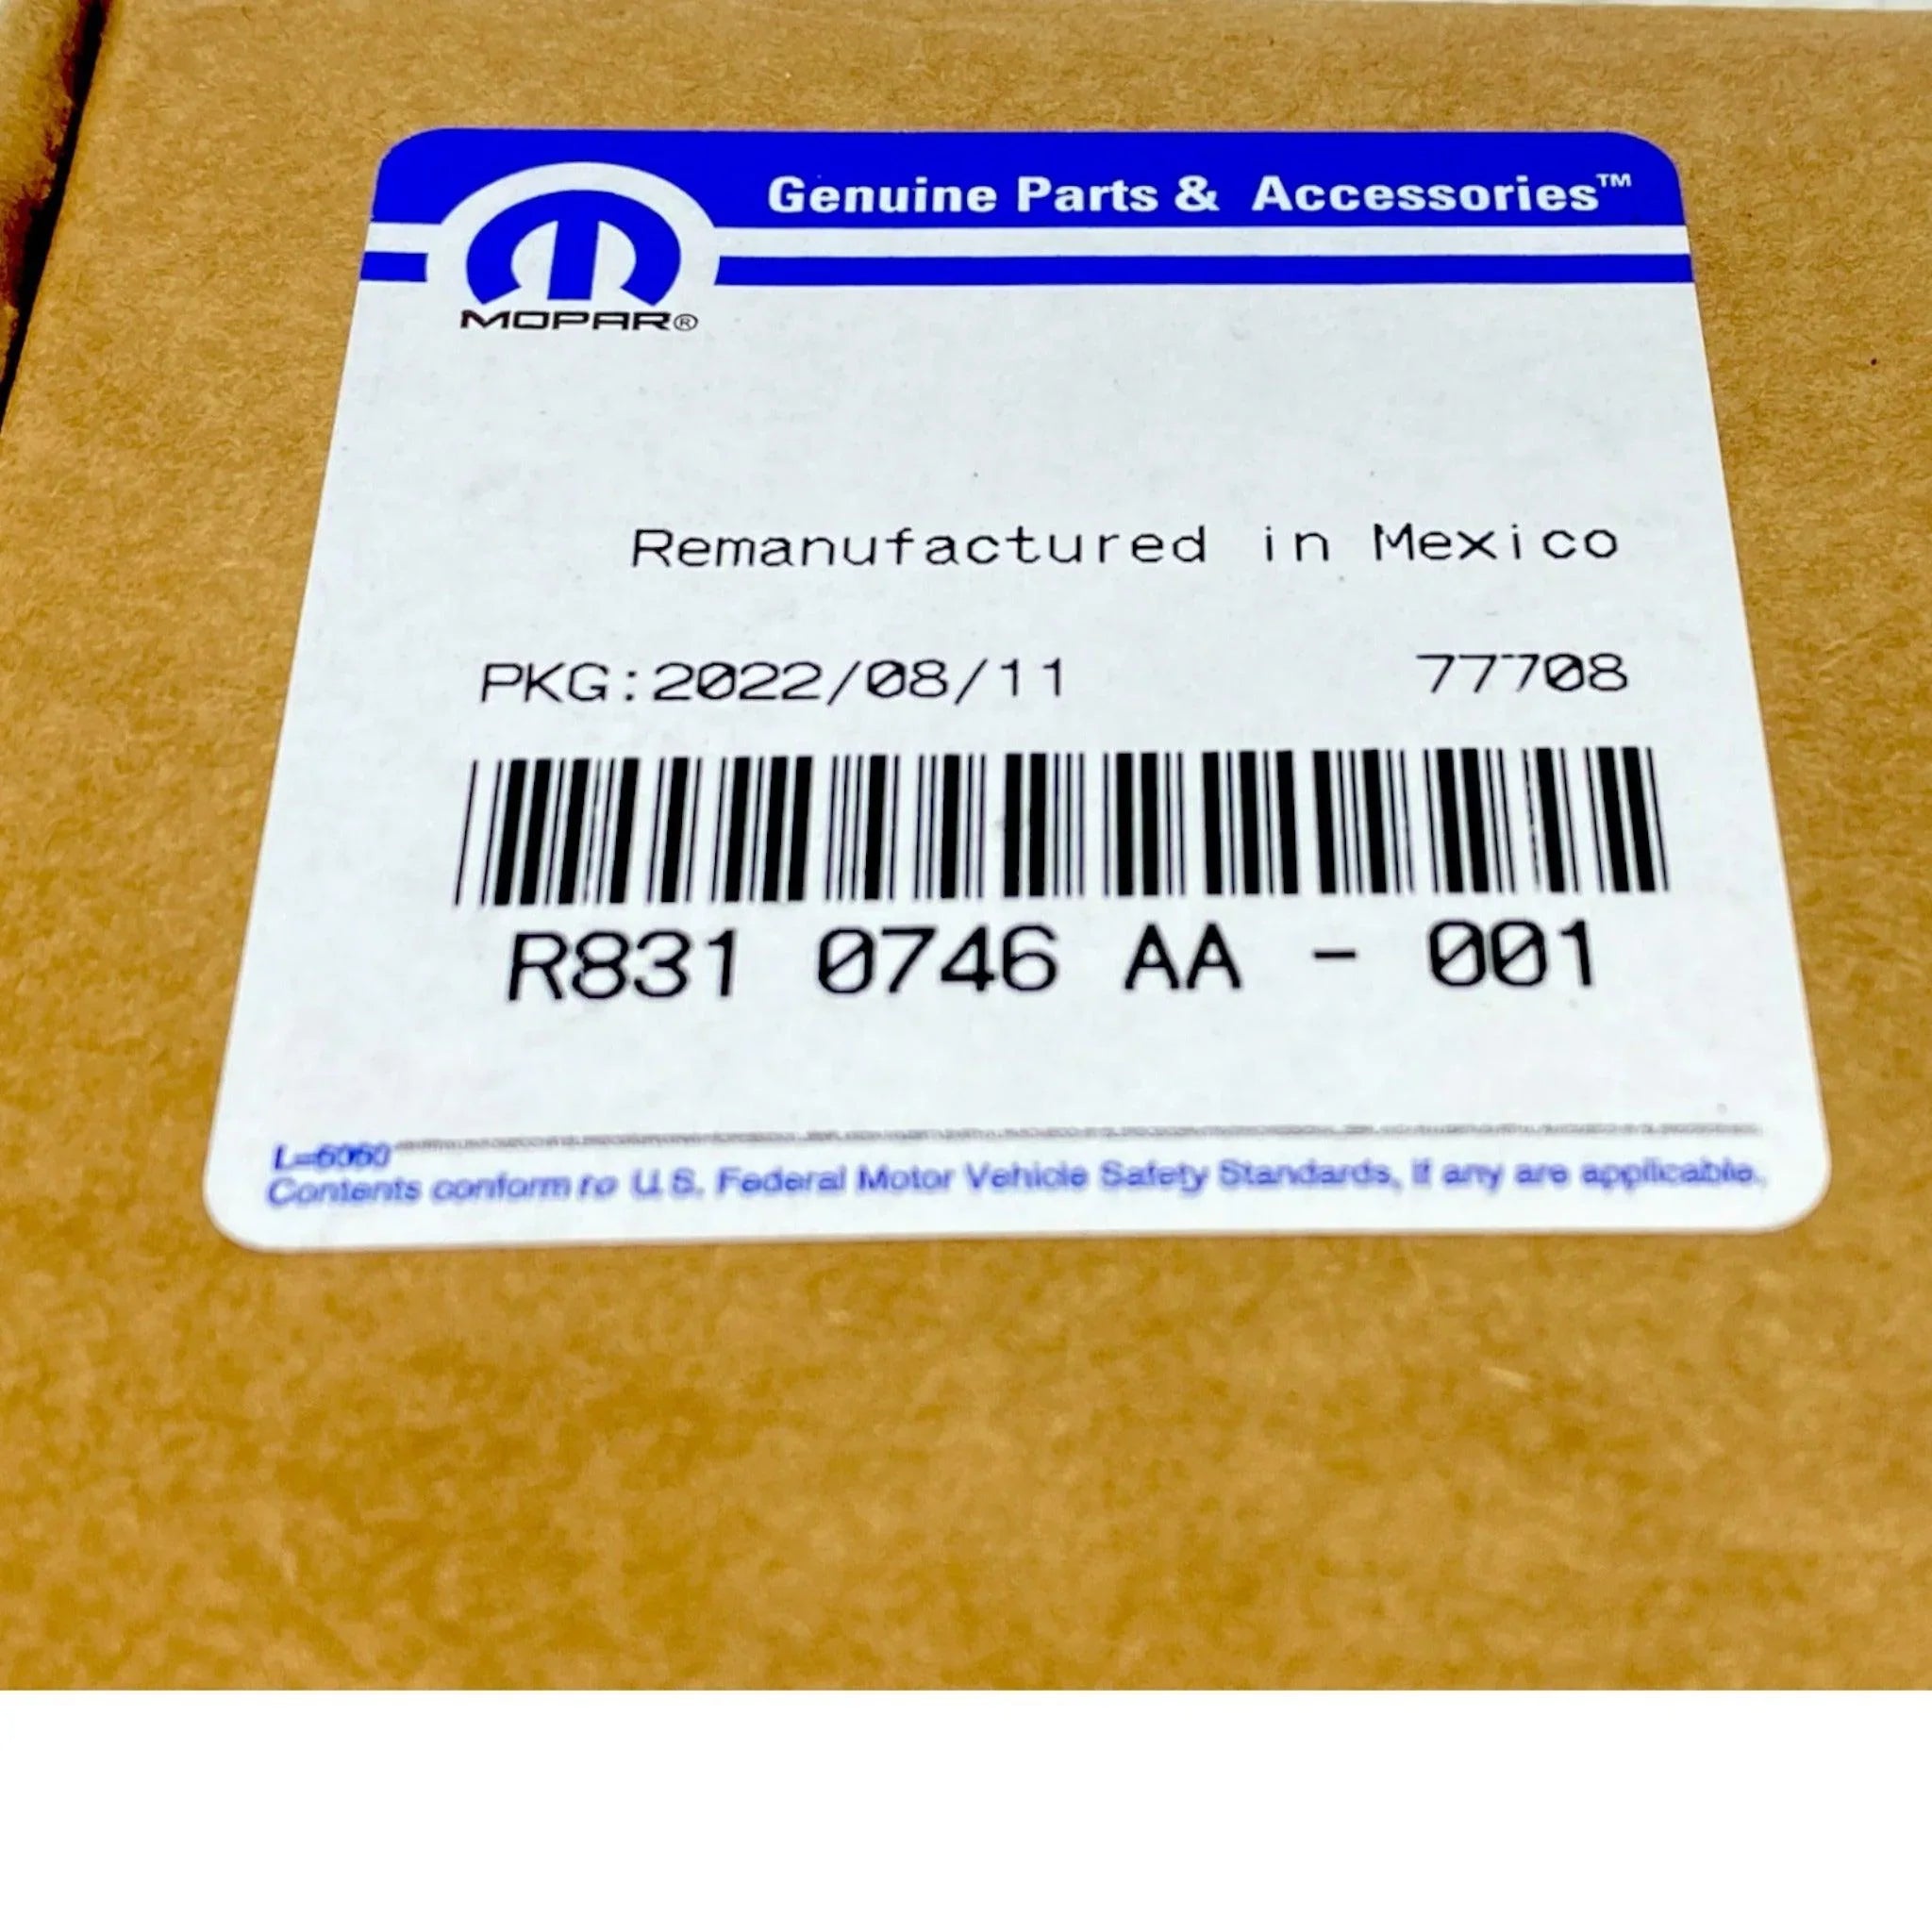 Genuine Parts & Accessories™
MOPAR®
Remanufactured in Mexico
PKG:2022/08/11 77708
R831 0746 AA - 001
L=6060
Contents conform to U.S. Federal Motor Vehicle Safety Standards, if any are applicable.